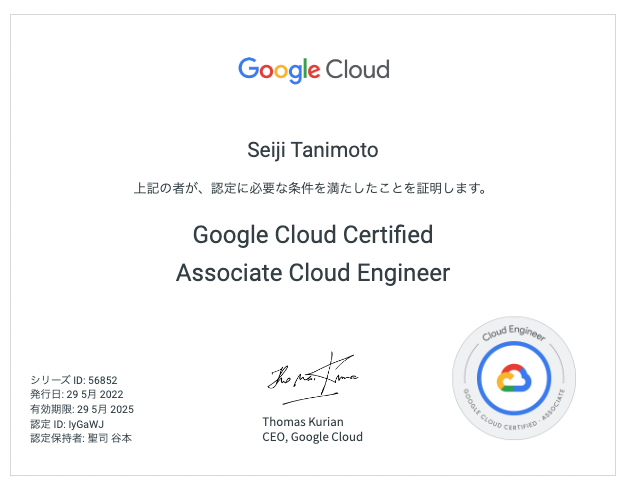 Google Cloud
Seiji Tanimoto
上記の者が、認定に必要な条件を満たしたことを証明します。
Google Cloud Certified
Associate Cloud Engineer
シリーズ ID: 56852
発行日: 29 5月 2022
有効期限: 29 5月 2025
認定 ID: IyGaWJ
認定保持者: 聖司 谷本
Thomas Kurian
Thomas Kurian
CEO, Google Cloud
Cloud Engineer
GOOGLE CLOUD CERTIFIED · ASSOCIATE